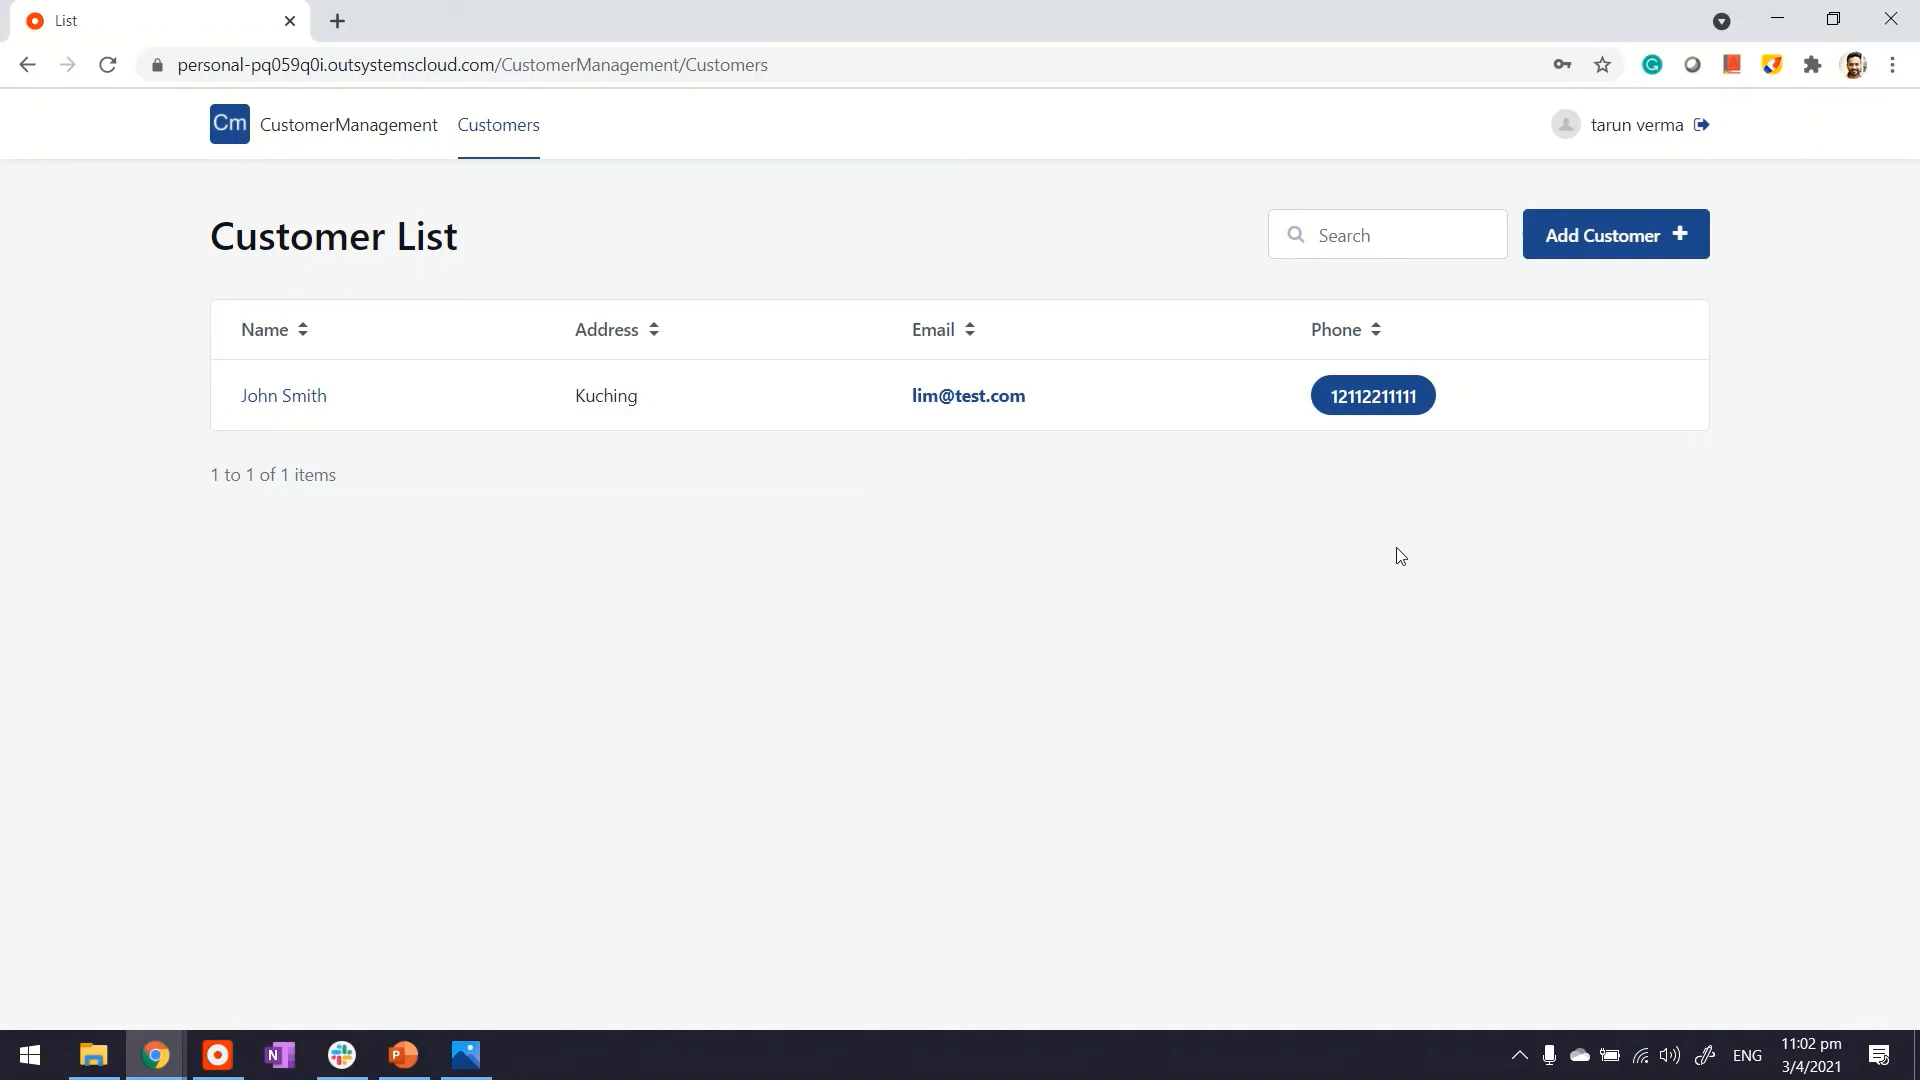 List
personal-pq059q0i.outsystemscloud.com/CustomerManagement/Customers
Cm CustomerManagement Customers tarun verma
Customer List Search Add Customer
Name Address Email Phone
John Smith Kuching lim@test.com 12112211111
1 to 1 of 1 items
ENG 11:02 pm
3/4/2021